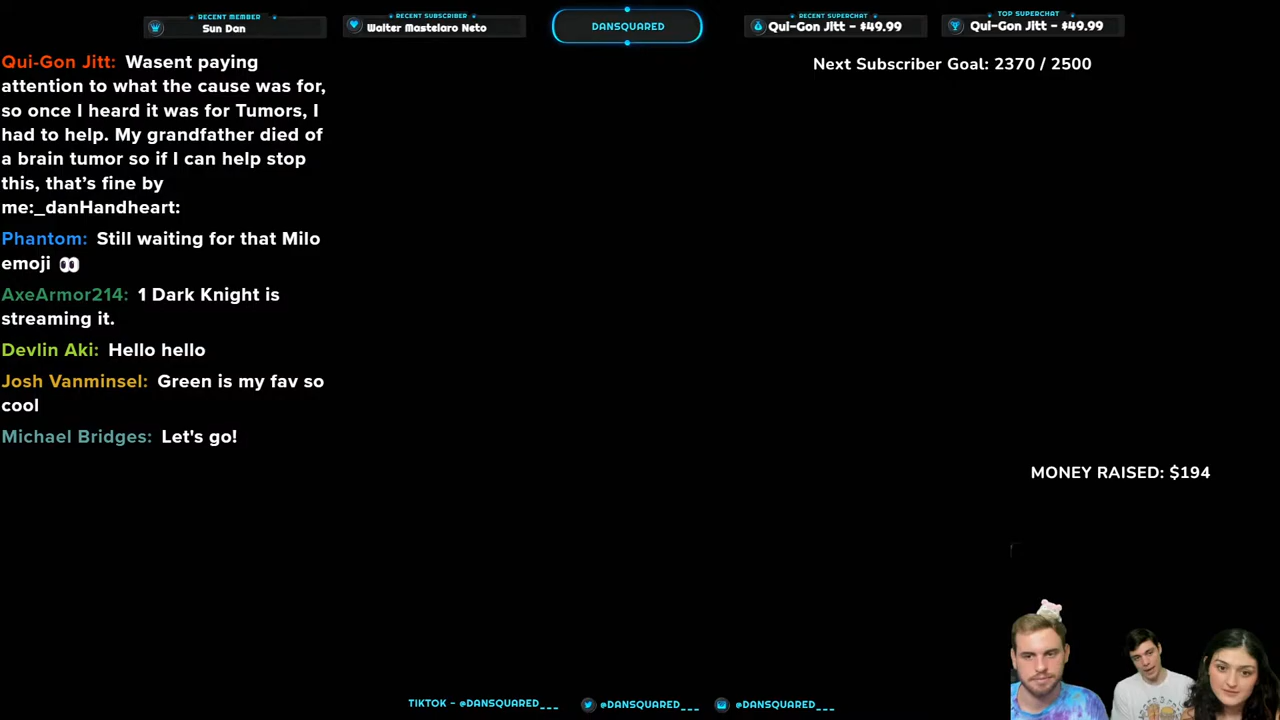 RECENT MEMBER
Sun Dan
RECENT SUBSCRIBER
Walter Mastelaro Neto
DANSQUARED
RECENT SUPERCHAT
Qui-Gon Jitt - $49.99
TOP SUPERCHAT
Qui-Gon Jitt - $49.99
Next Subscriber Goal: 2370 / 2500
Qui-Gon Jitt: Wasent paying
attention to what the cause was for,
so once I heard it was for Tumors, I
had to help. My grandfather died of
a brain tumor so if I can help stop
this, that’s fine by
me:_danHandheart:
Phantom: Still waiting for that Milo
emoji 👀
AxeArmor214: 1 Dark Knight is
streaming it.
Devlin Aki: Hello hello
Josh Vanminsel: Green is my fav so
cool
Michael Bridges: Let's go!
MONEY RAISED: $194
TIKTOK - @DANSQUARED___
@DANSQUARED___
@DANSQUARED___